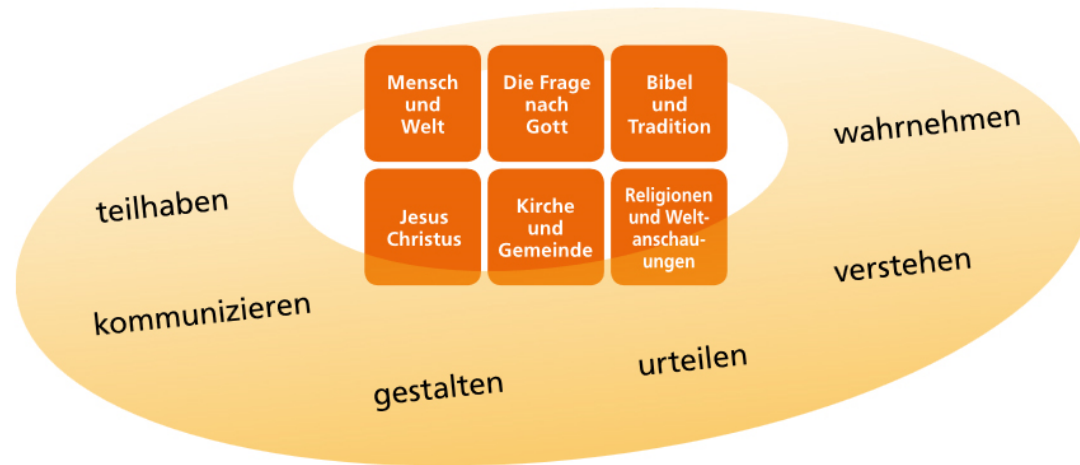 Mensch
und
Welt
Die Frage
nach
Gott
Bibel
und
Tradition
Jesus
Christus
Kirche
und
Gemeinde
Religionen
und Welt-
anschau-
ungen
wahrnehmen
verstehen
urteilen
gestalten
kommunizieren
teilhaben